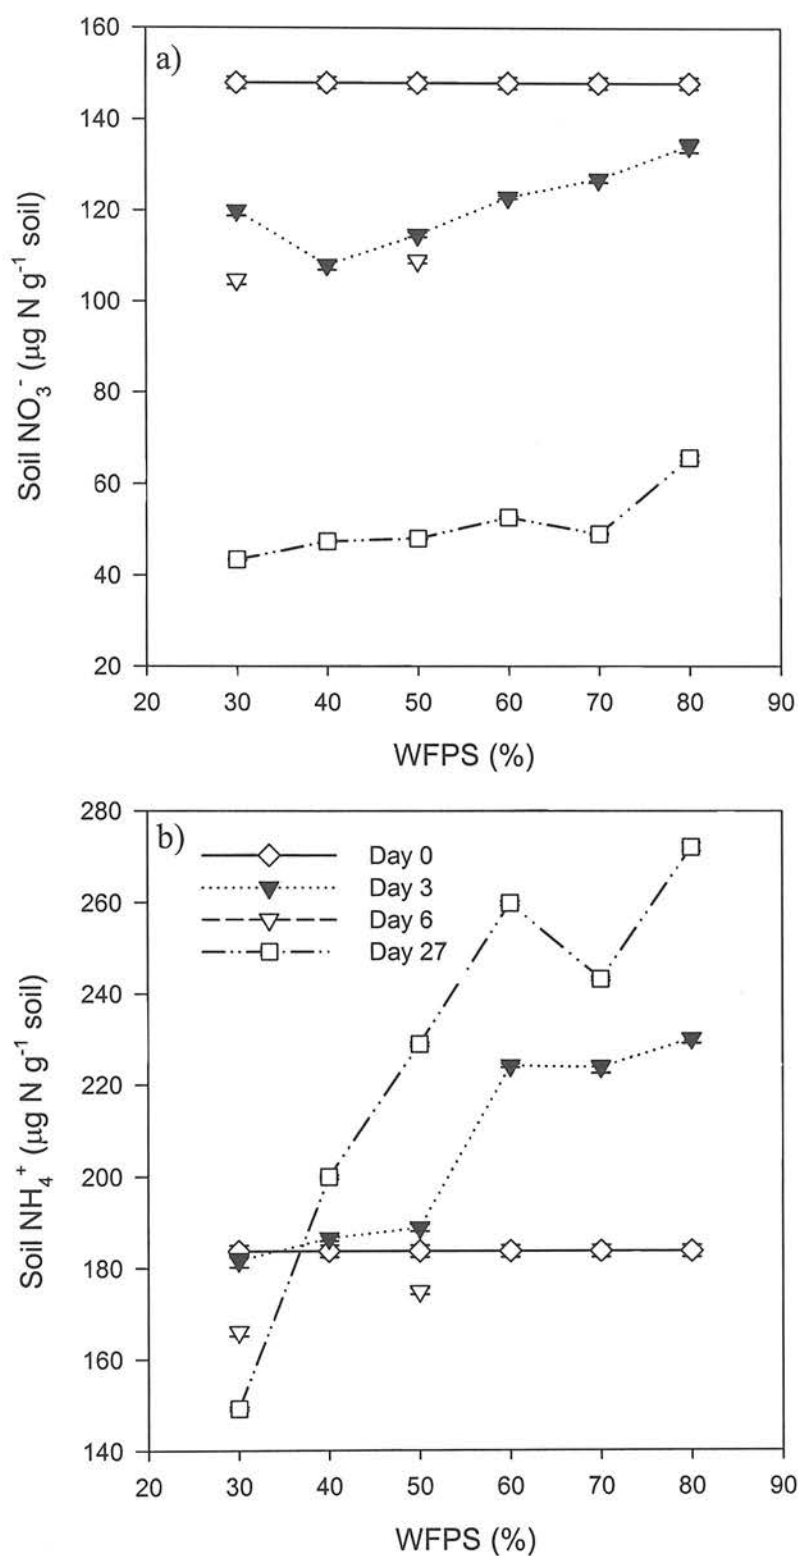 160
a)
140
120
100
80
60
40
20
Soil NO₃⁻ (μg N g⁻¹ soil)
20 30 40 50 60 70 80 90
WFPS (%)
280
b)
Day 0
Day 3
Day 6
Day 27
260
240
220
200
180
160
140
Soil NH₄⁺ (μg N g⁻¹ soil)
20 30 40 50 60 70 80 90
WFPS (%)